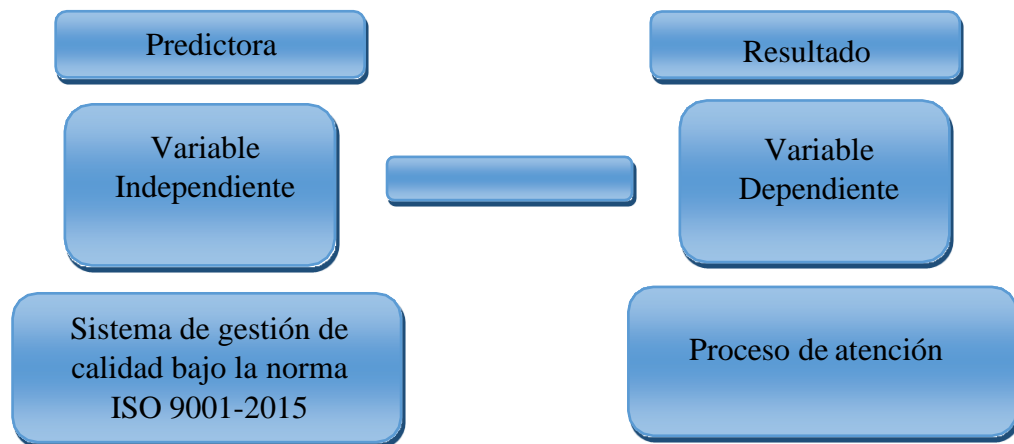 Predictora
Resultado
Variable
Independiente
Variable
Dependiente
Sistema de gestión de
calidad bajo la norma
ISO 9001-2015
Proceso de atención